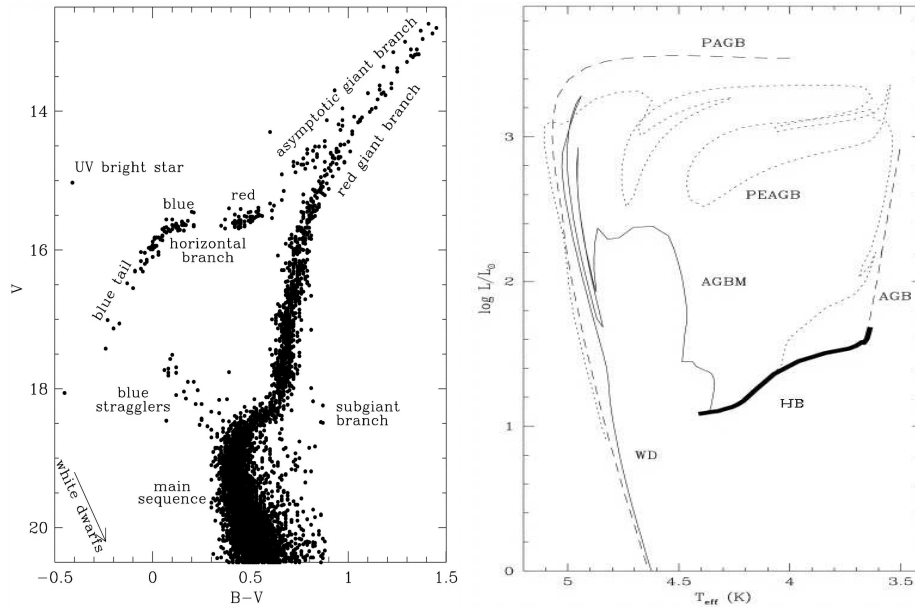 14
16
18
20
V
−0.5
0
0.5
1
1.5
B−V
asymptotic giant branch
red giant branch
UV bright star
blue
red
horizontal
branch
blue tail
blue
stragglers
subgiant
branch
main
sequence
white dwarfs
PAGB
PEAGB
AGBM
AGB
HB
WD
3
2
1
0
log L/L₀
5
4.5
4
3.5
T_eff (K)